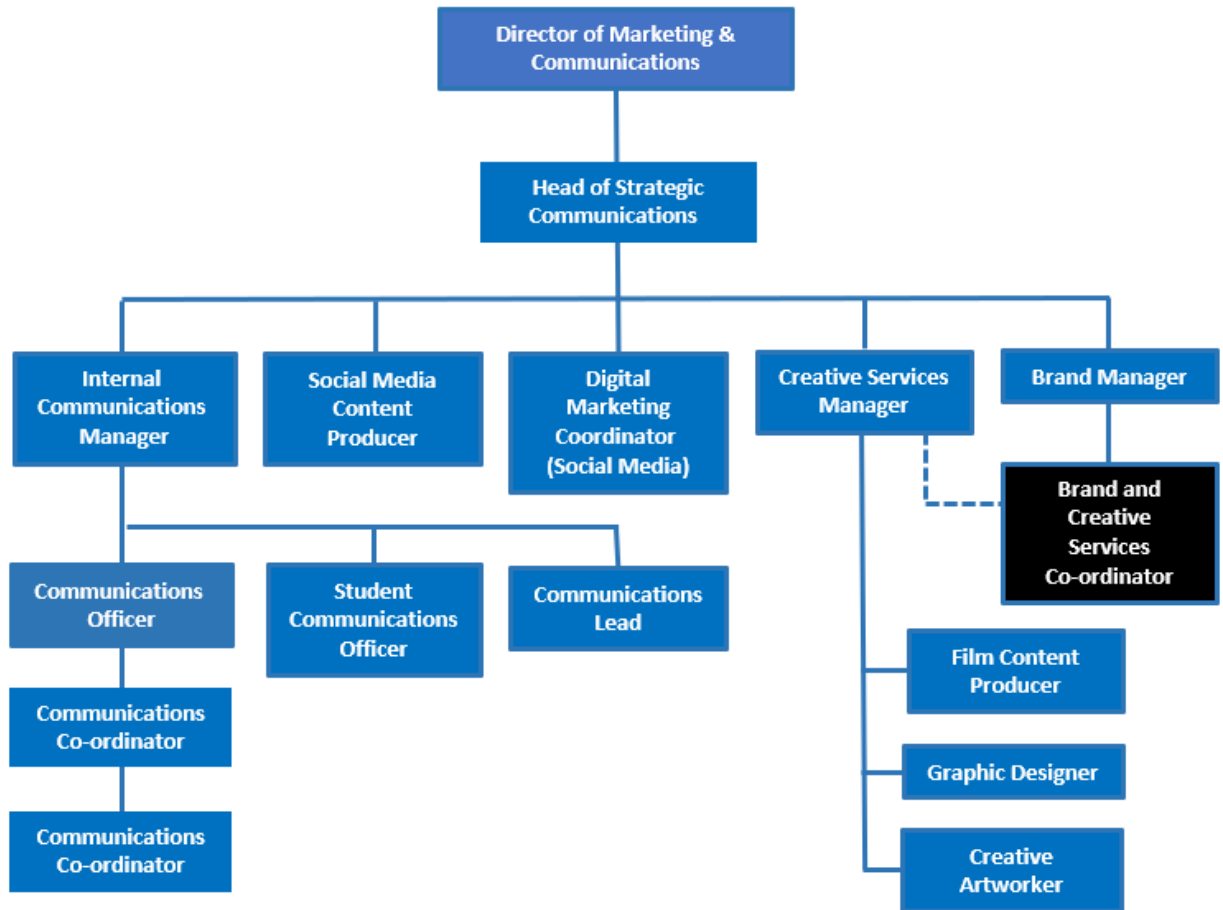 Director of Marketing &
Communications
Head of Strategic
Communications
Internal
Communications
Manager
Social Media
Content
Producer
Digital
Marketing
Coordinator
(Social Media)
Creative Services
Manager
Brand Manager
Brand and
Creative
Services
Co-ordinator
Communications
Officer
Student
Communications
Officer
Communications
Lead
Film Content
Producer
Communications
Co-ordinator
Graphic Designer
Communications
Co-ordinator
Creative
Artworker